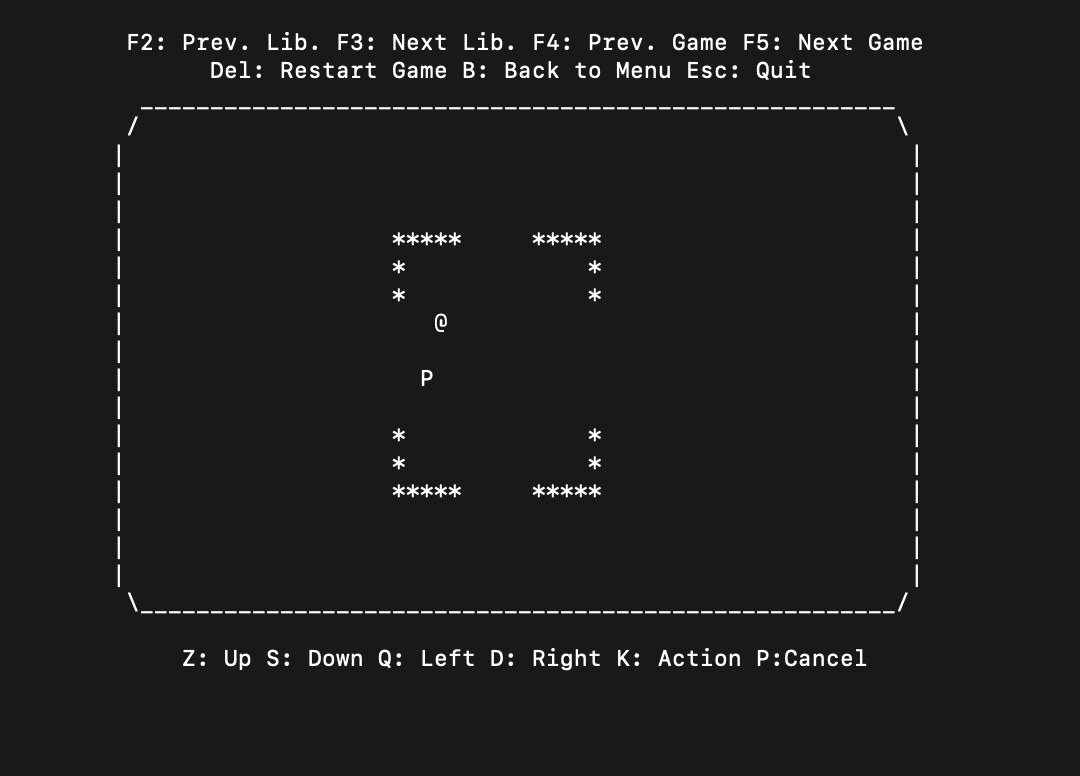 F2: Prev. Lib. F3: Next Lib. F4: Prev. Game F5: Next Game
Del: Restart Game B: Back to Menu Esc: Quit
***** *****
* *
* *
@
P
* *
* *
***** *****
Z: Up S: Down Q: Left D: Right K: Action P:Cancel